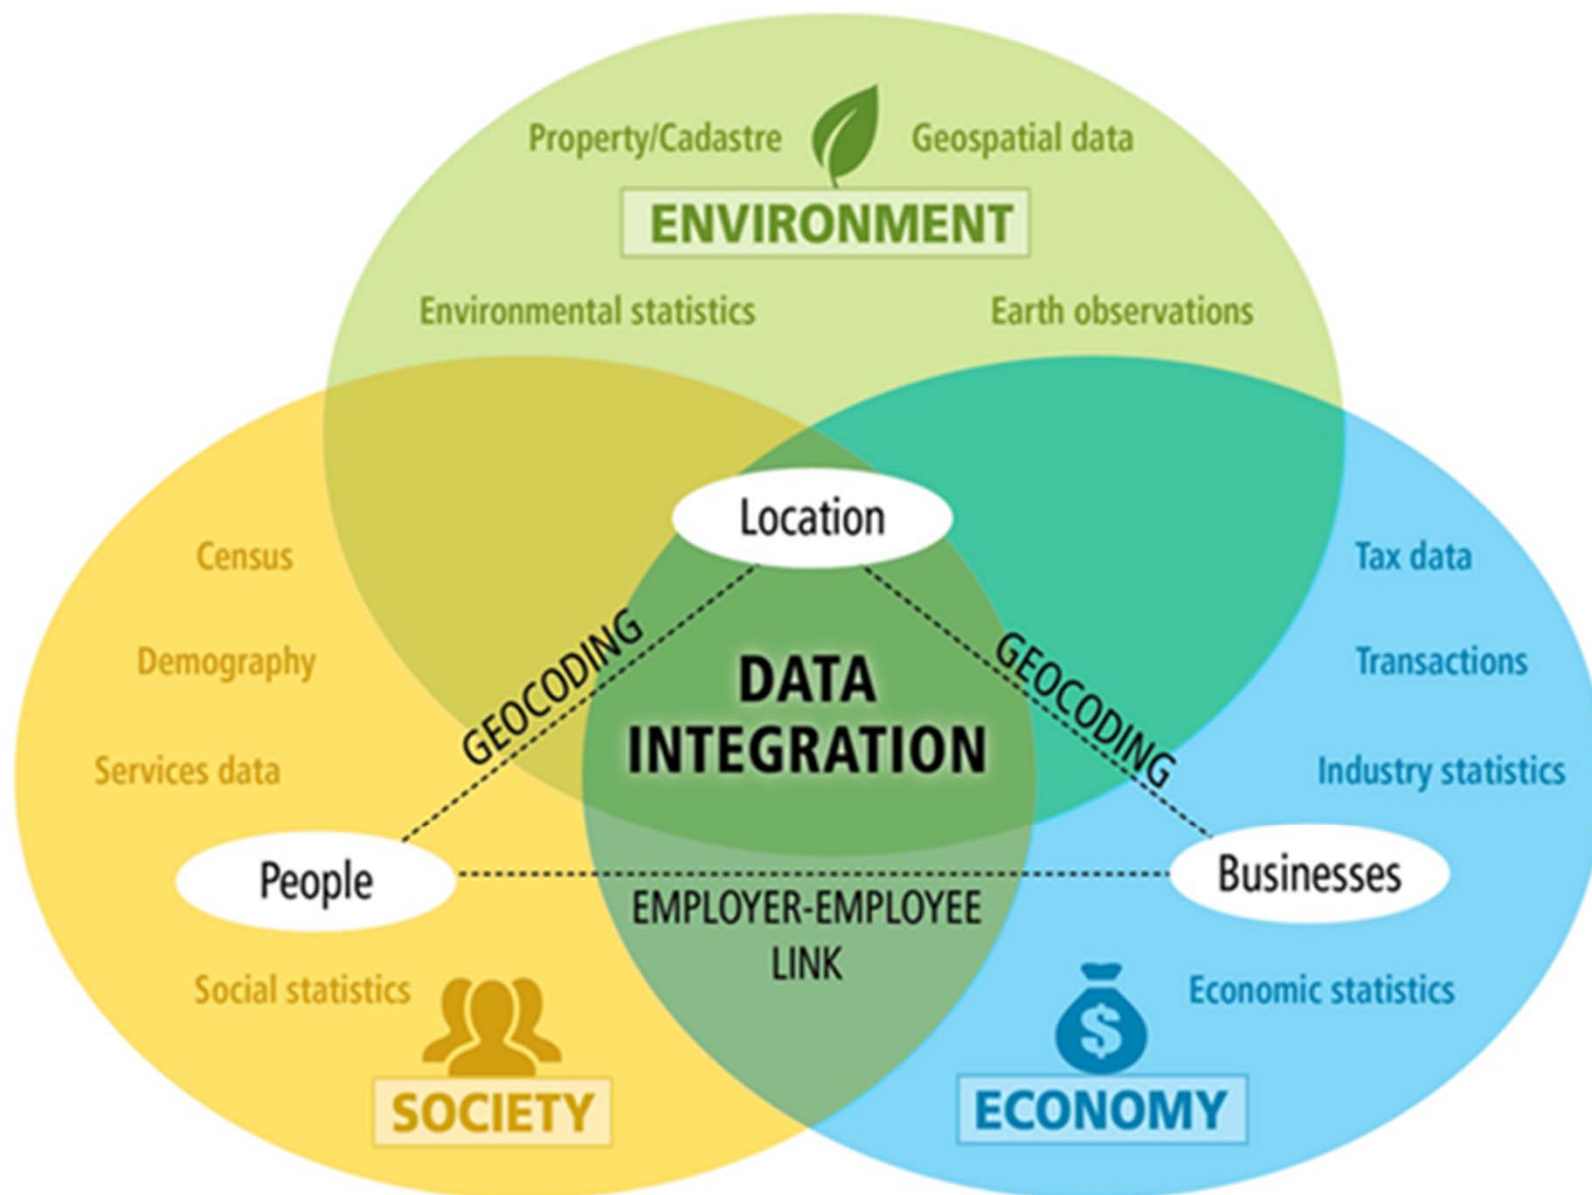 Property/Cadastre
Geospatial data
ENVIRONMENT
Environmental statistics
Earth observations
Location
Census
Tax data
Demography
GEOCODING
DATA
INTEGRATION
GEOCODING
Transactions
Services data
Industry statistics
People
Businesses
EMPLOYER-EMPLOYEE
LINK
Social statistics
$
Economic statistics
SOCIETY
ECONOMY